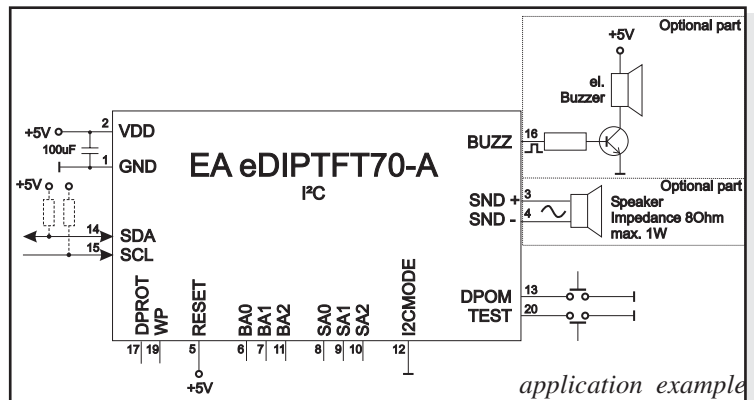 Optional part
+5V
el.
Buzzer
2
+5V
VDD
100uF
1
GND
EA eDIPTFT70-A
I²C
BUZZ
16
+5V
Optional part
SND +
3
SND -
4
Speaker
Impedance 8Ohm
max. 1W
14
SDA
15
SCL
DPROT
WP
RESET
BA0
BA1
BA2
SA0
SA1
SA2
I2CMODE
DPOM
13
TEST
20
17
19
5
6
7
11
8
9
10
12
+5V
application example